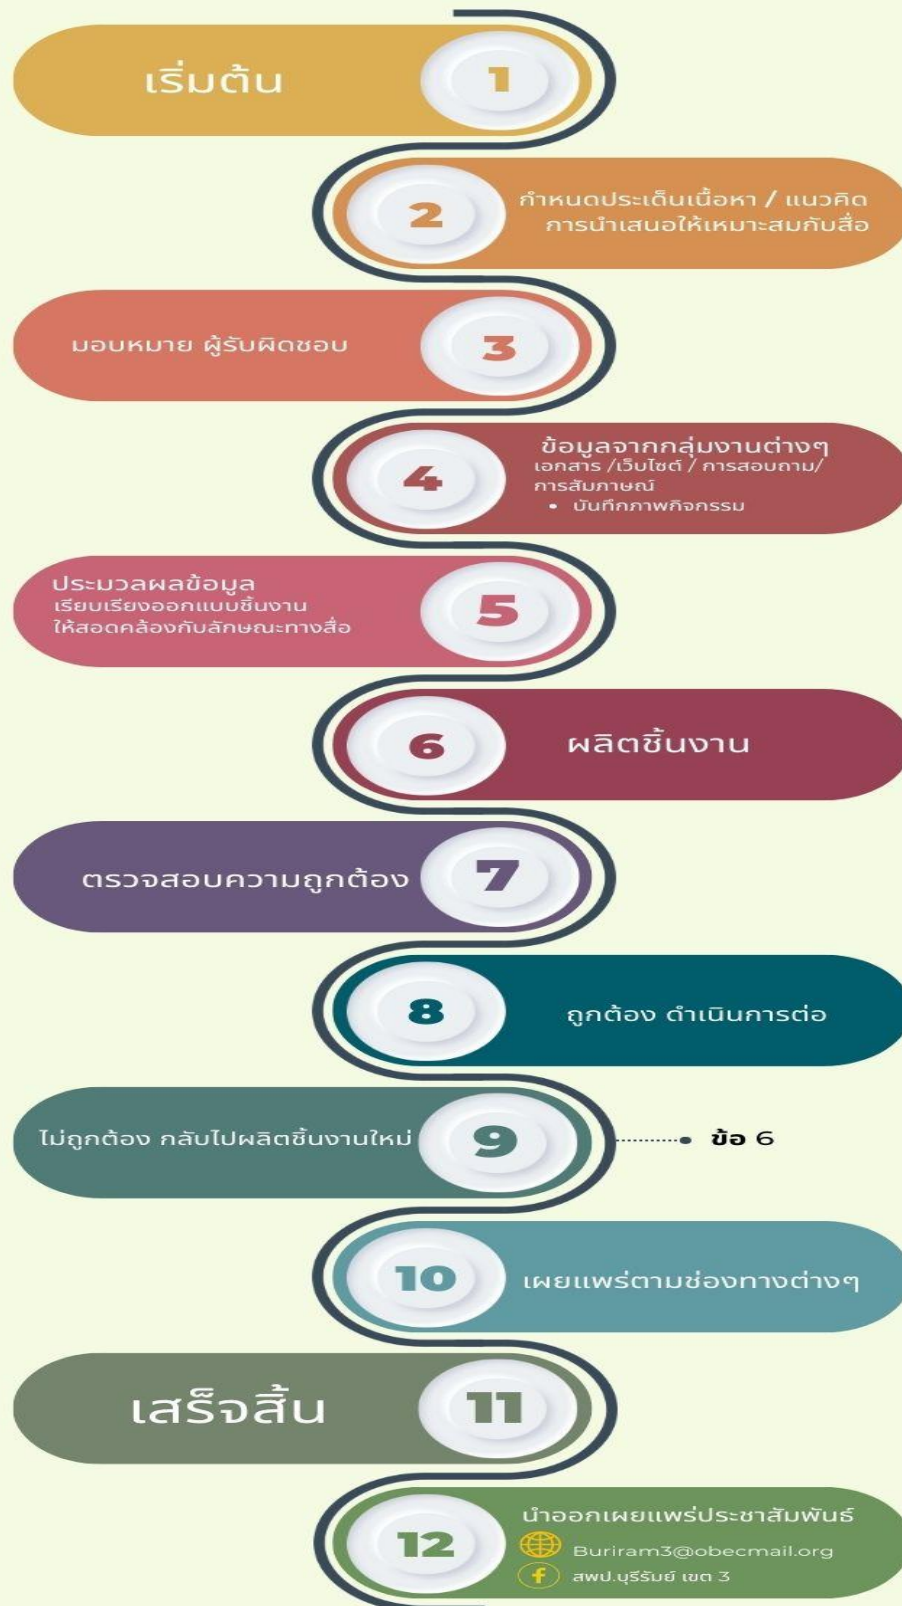 เริ่มต้น
1
2
กำหนดประเด็นเนื้อหา / แนวคิด
การนำเสนอให้เหมาะสมกับสื่อ
มอบหมาย ผู้รับผิดชอบ
3
4
ข้อมูลจากกลุ่มงานต่างๆ
เอกสาร /เว็บไซต์ / การสอบถาม/
การสัมภาษณ์
• บันทึกภาพกิจกรรม
ประมวลผลข้อมูล
เรียบเรียงออกแบบชิ้นงาน
ให้สอดคล้องกับลักษณะทางสื่อ
5
6
ผลิตชิ้นงาน
ตรวจสอบความถูกต้อง
7
8
ถูกต้อง ดำเนินการต่อ
ไม่ถูกต้อง กลับไปผลิตชิ้นงานใหม่
9
ข้อ 6
10
เผยแพร่ตามช่องทางต่างๆ
เสร็จสิ้น
11
12
นำออกเผยแพร่ประชาสัมพันธ์
Buriram3@obecmail.org
สพป.บุรีรัมย์ เขต 3